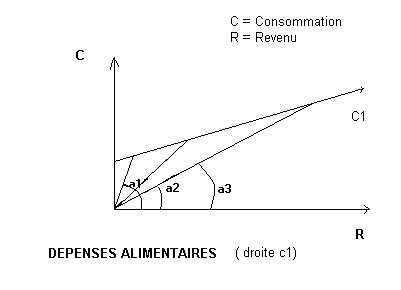 C = Consommation
R = Revenu
C
C1
a1
a2
a3
R
DEPENSES ALIMENTAIRES ( droite c1)